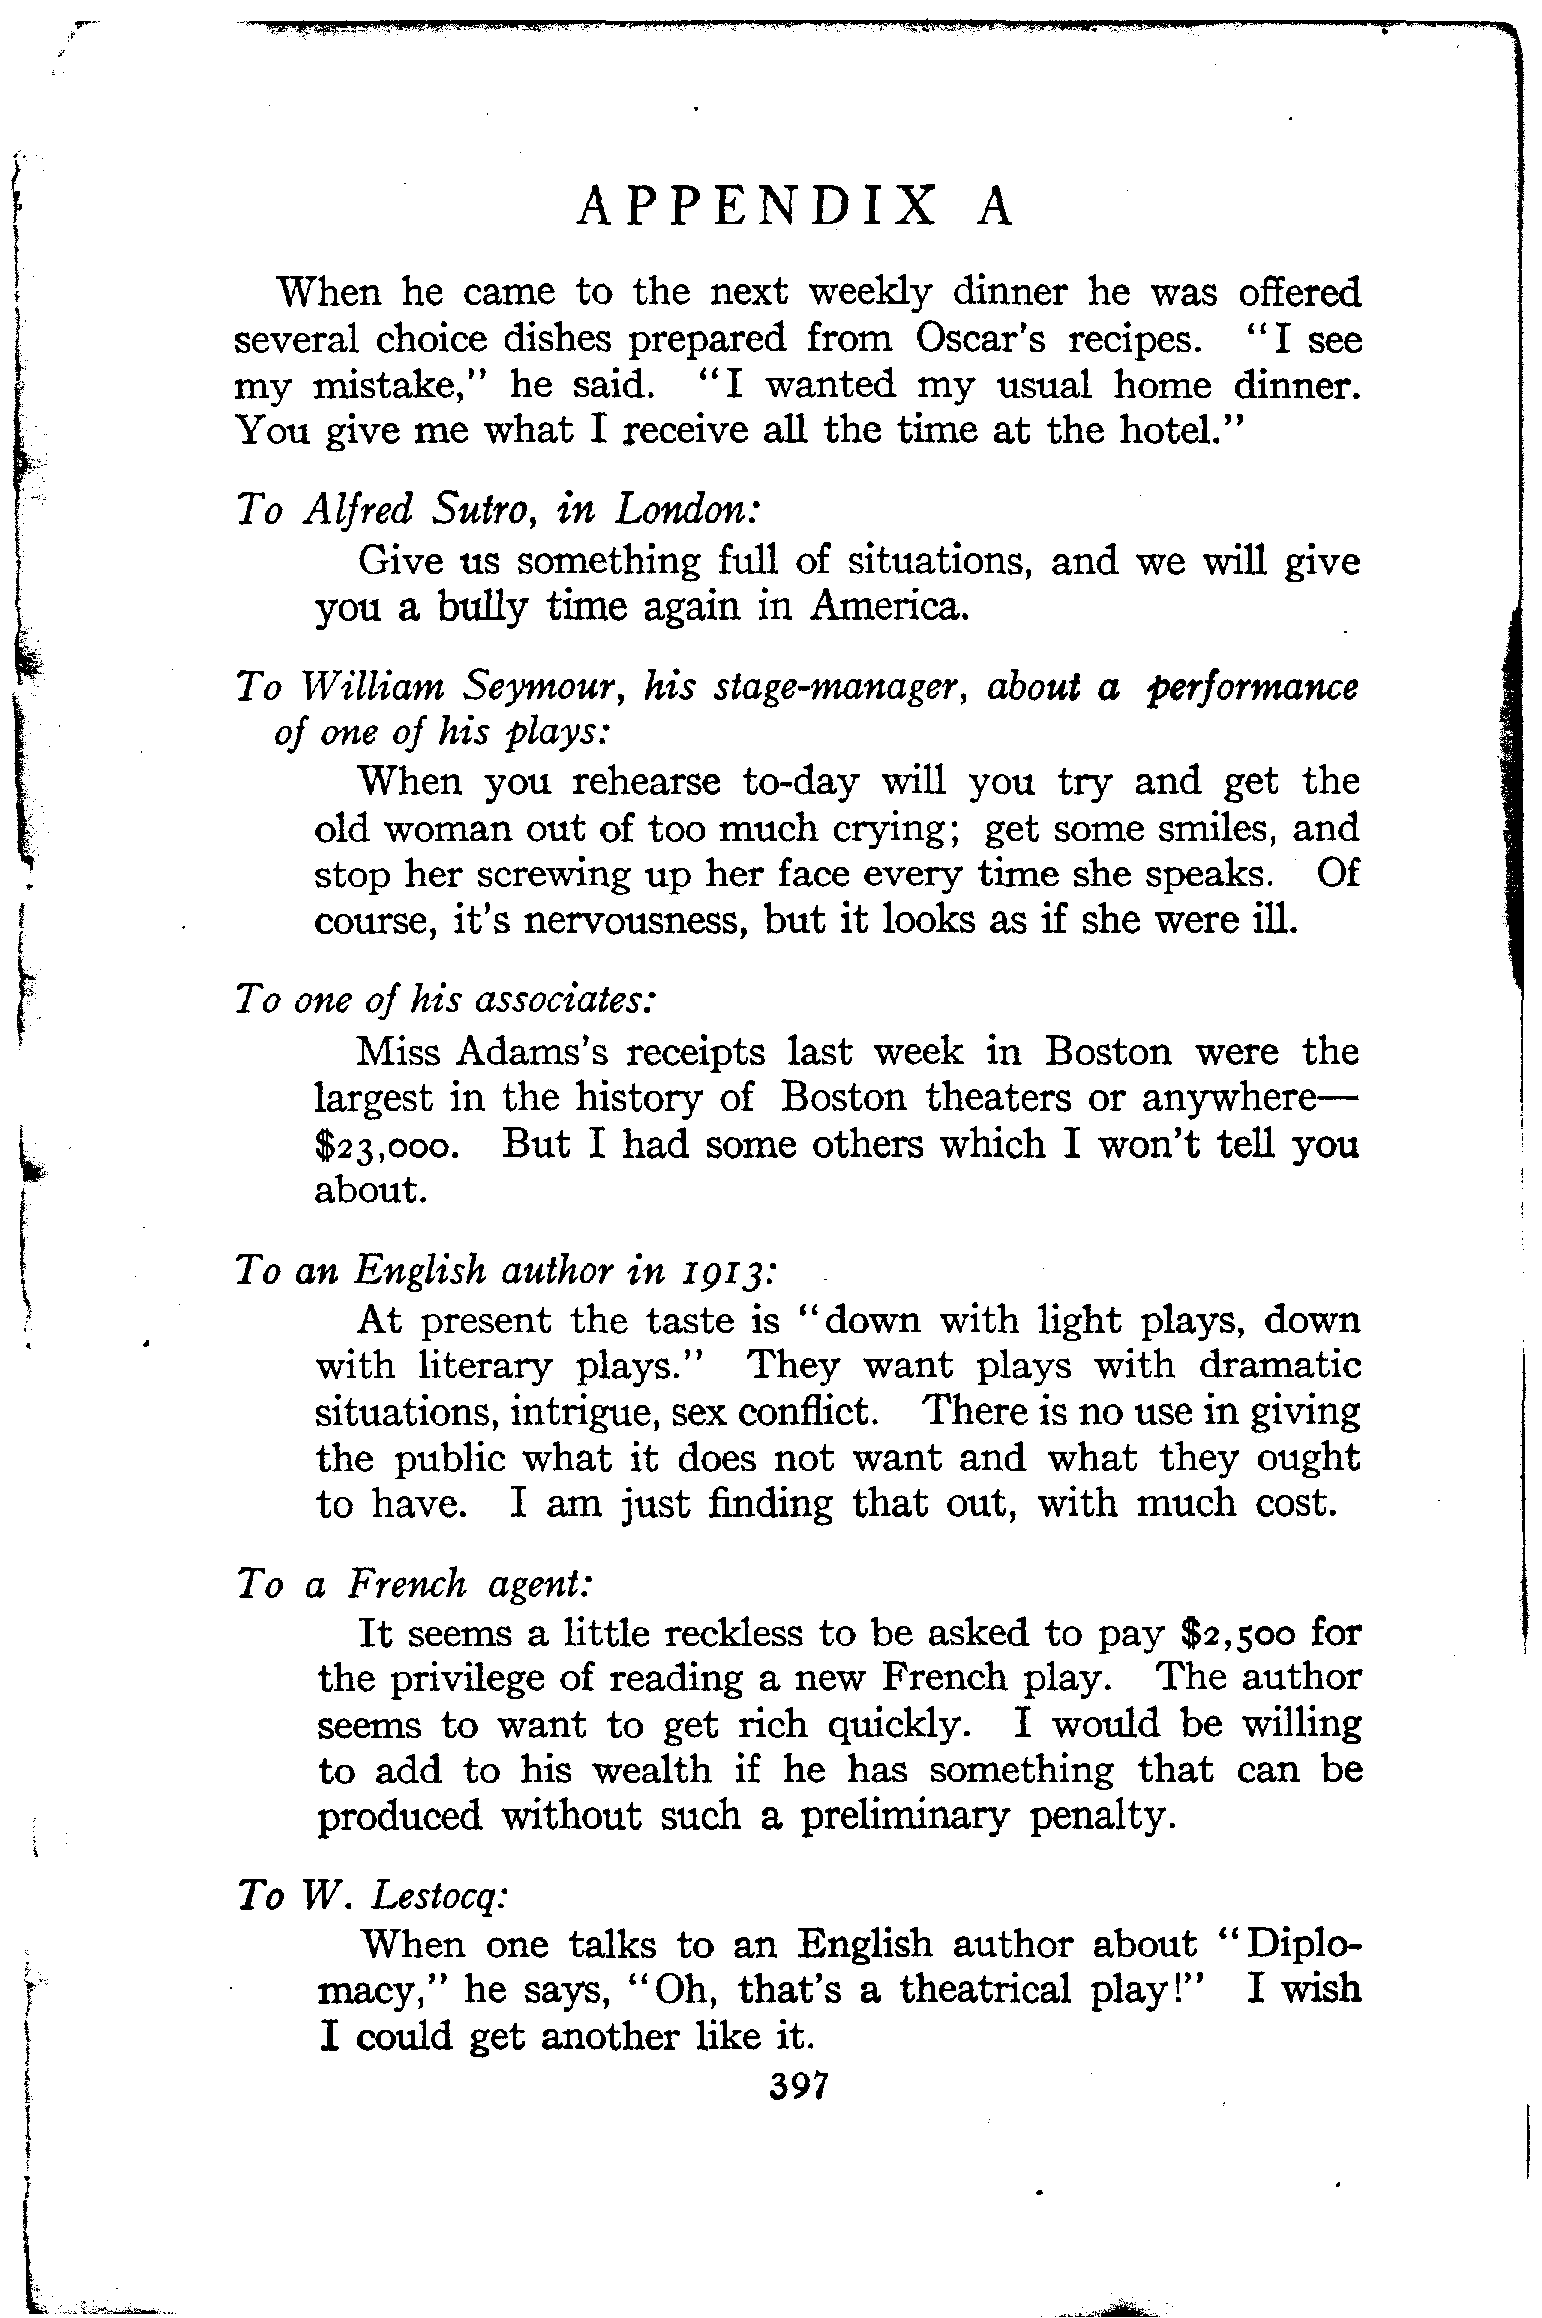 APPENDIX A
When he came to the next weekly dinner he was offered
several choice dishes prepared from Oscar's recipes. "I see
my mistake," he said. "I wanted my usual home dinner.
You give me what I receive all the time at the hotel."
To Alfred Sutro, in London:
Give us something full of situations, and we will give
you a bully time again in America.
To William Seymour, his stage-manager, about a performance
of one of his plays:
When you rehearse to-day will you try and get the
old woman out of too much crying; get some smiles, and
stop her screwing up her face every time she speaks. Of
course, it's nervousness, but it looks as if she were ill.
To one of his associates:
Miss Adams's receipts last week in Boston were the
largest in the history of Boston theaters or anywhere—
$23,000. But I had some others which I won't tell you
about.
To an English author in 1913:
At present the taste is "down with light plays, down
with literary plays." They want plays with dramatic
situations, intrigue, sex conflict. There is no use in giving
the public what it does not want and what they ought
to have. I am just finding that out, with much cost.
To a French agent:
It seems a little reckless to be asked to pay $2,500 for
the privilege of reading a new French play. The author
seems to want to get rich quickly. I would be willing
to add to his wealth if he has something that can be
produced without such a preliminary penalty.
To W. Lestocq:
When one talks to an English author about "Diplo-
macy," he says, "Oh, that's a theatrical play!" I wish
I could get another like it.
397